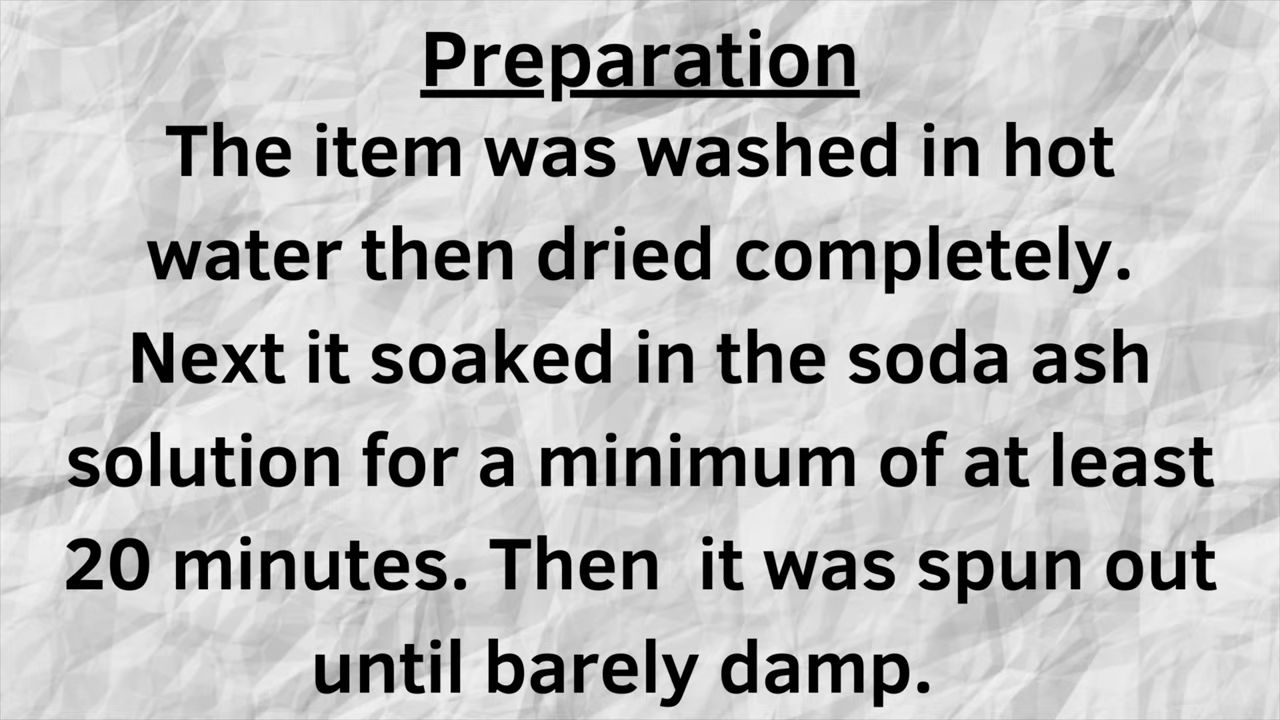 Preparation
The item was washed in hot
water then dried completely.
Next it soaked in the soda ash
solution for a minimum of at least
20 minutes. Then  it was spun out
until barely damp.